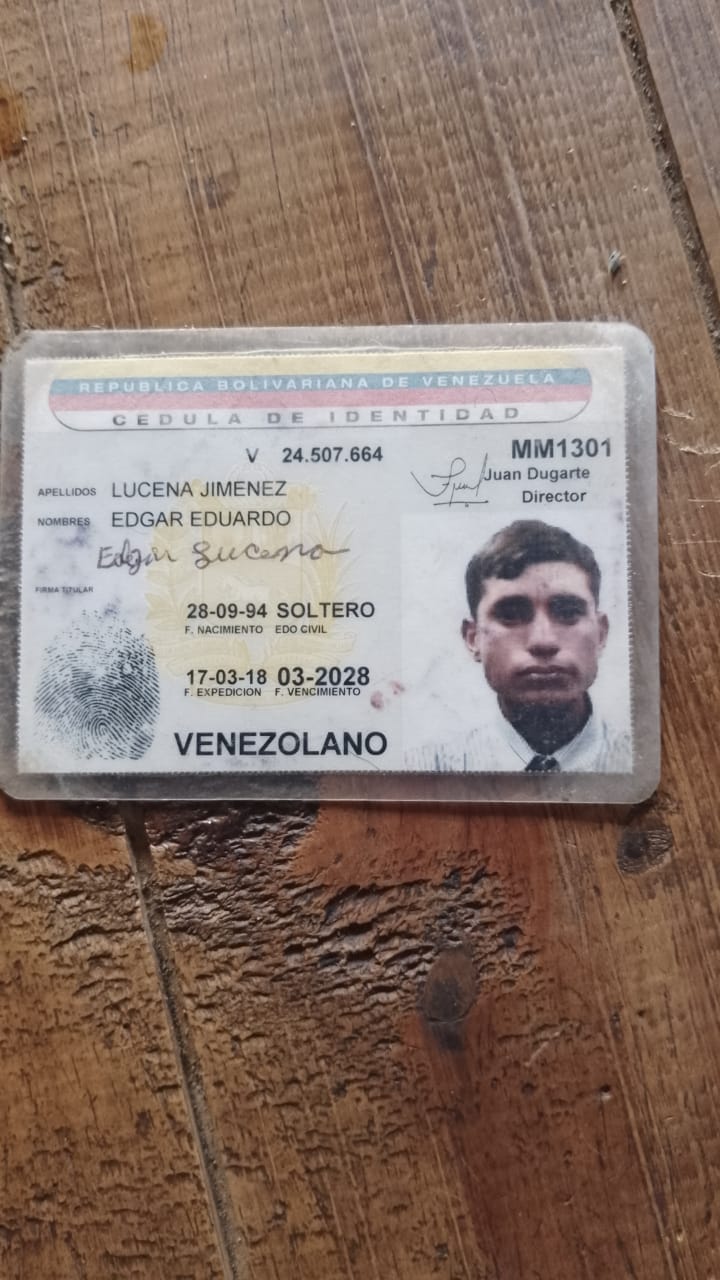 REPUBLICA BOLIVARIANA DE VENEZUELA
CEDULA DE IDENTIDAD
V 24.507.664 MM1301
Juan Dugarte
Director
APELLIDOS LUCENA JIMENEZ
NOMBRES EDGAR EDUARDO
Edgar Lucena
FIRMA TITULAR
28-09-94 SOLTERO
F. NACIMIENTO EDO CIVIL
17-03-18 03-2028
F. EXPEDICION F. VENCIMIENTO
VENEZOLANO